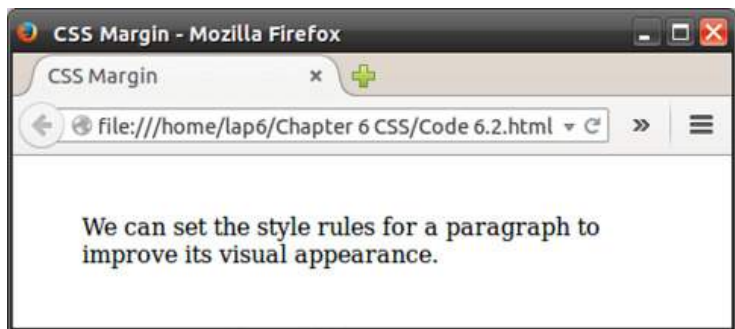 CSS Margin - Mozilla Firefox
CSS Margin
file:///home/lap6/Chapter 6 CSS/Code 6.2.html
We can set the style rules for a paragraph to
improve its visual appearance.